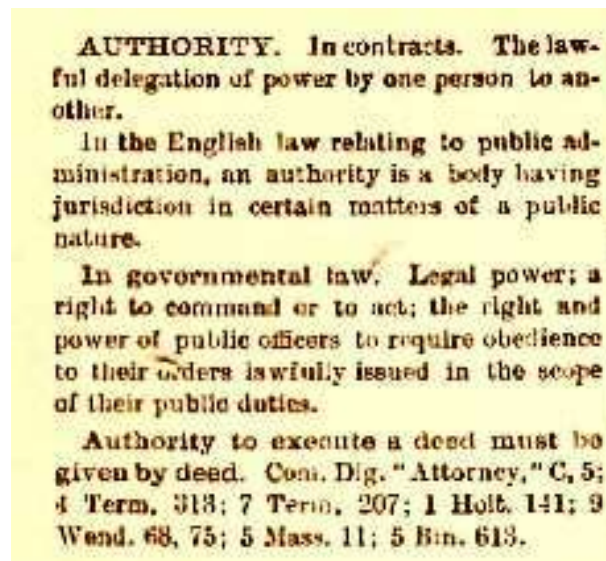 AUTHORITY. In contracts. The law-
ful delegation of power by one person to an-
other.
In the English law relating to public ad-
ministration, an authority is a body having
jurisdiction in certain matters of a public
nature.
In governmental law. Legal power; a
right to command or to act; the right and
power of public officers to require obedience
to their orders lawfully issued in the scope
of their public duties.
Authority to execute a deed must be
given by deed. Com. Dig. "Attorney," C, 5;
4 Term, 313; 7 Term, 207; 1 Holt, 141; 9
Wend. 68, 75; 5 Mass. 11; 5 Bin. 613.